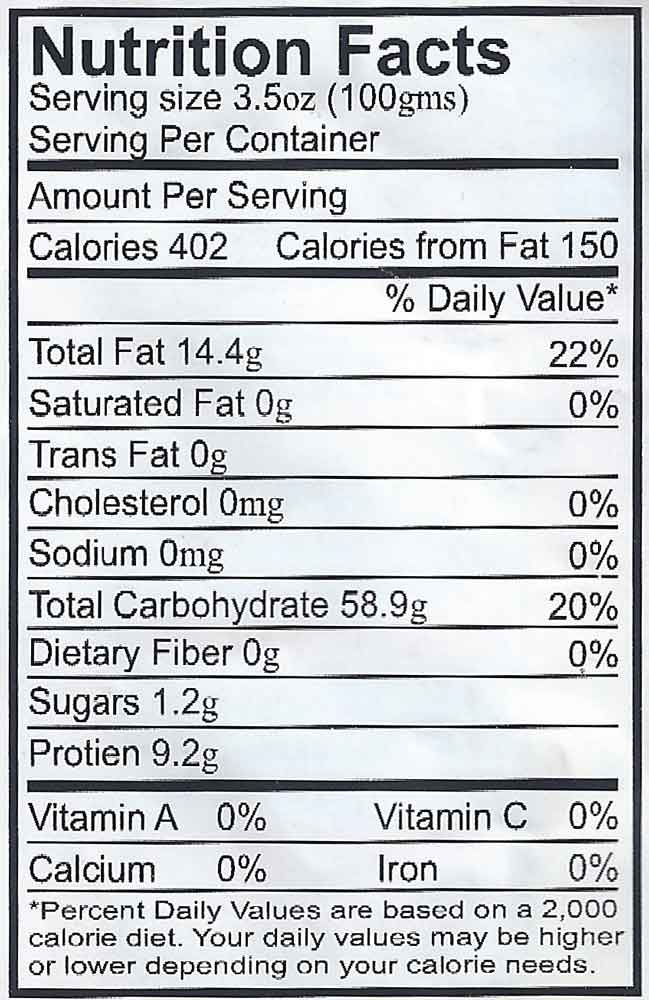 Nutrition Facts
Serving size 3.5oz (100gms)
Serving Per Container
Amount Per Serving
Calories 402 Calories from Fat 150
% Daily Value*
Total Fat 14.4g 22%
Saturated Fat 0g 0%
Trans Fat 0g
Cholesterol 0mg 0%
Sodium 0mg 0%
Total Carbohydrate 58.9g 20%
Dietary Fiber 0g 0%
Sugars 1.2g
Protien 9.2g
Vitamin A 0% Vitamin C 0%
Calcium 0% Iron 0%
*Percent Daily Values are based on a 2,000
calorie diet. Your daily values may be higher
or lower depending on your calorie needs.